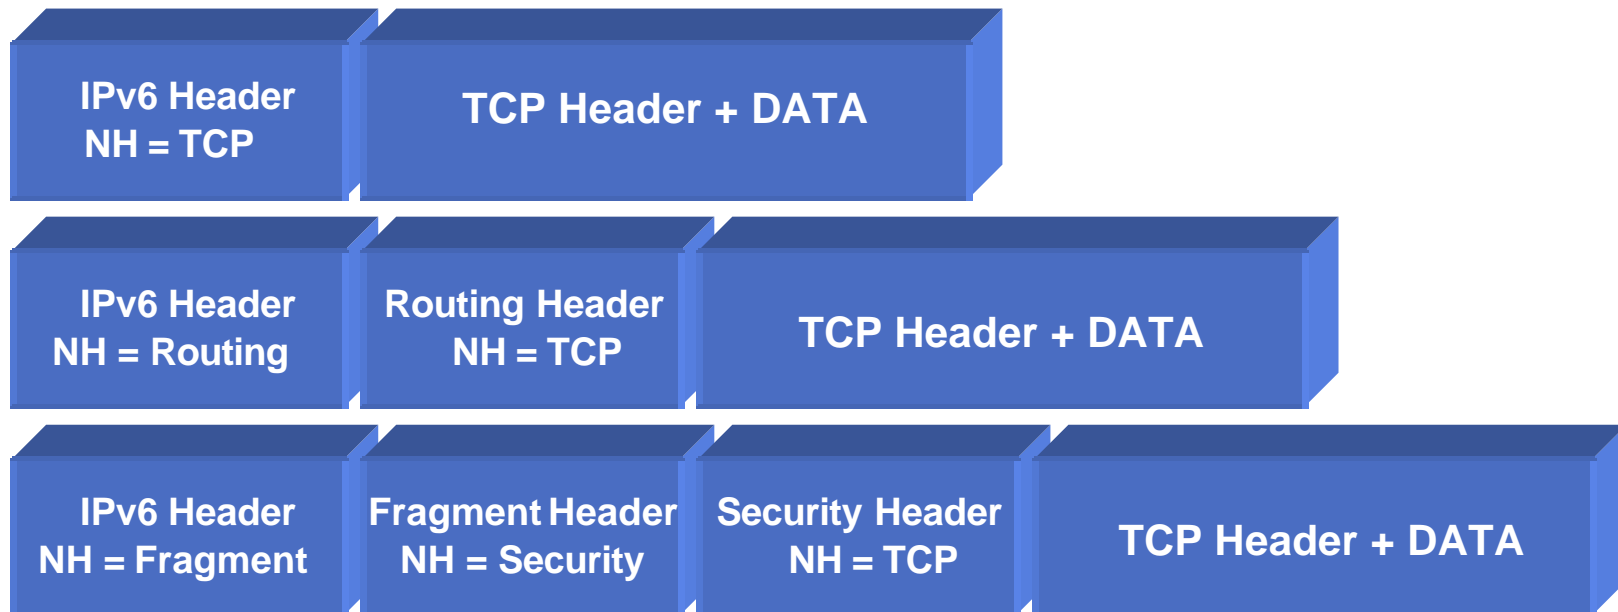 IPv6 Header
NH = TCP
TCP Header + DATA
IPv6 Header
NH = Routing
Routing Header
NH = TCP
TCP Header + DATA
IPv6 Header
NH = Fragment
Fragment Header
NH = Security
Security Header
NH = TCP
TCP Header + DATA